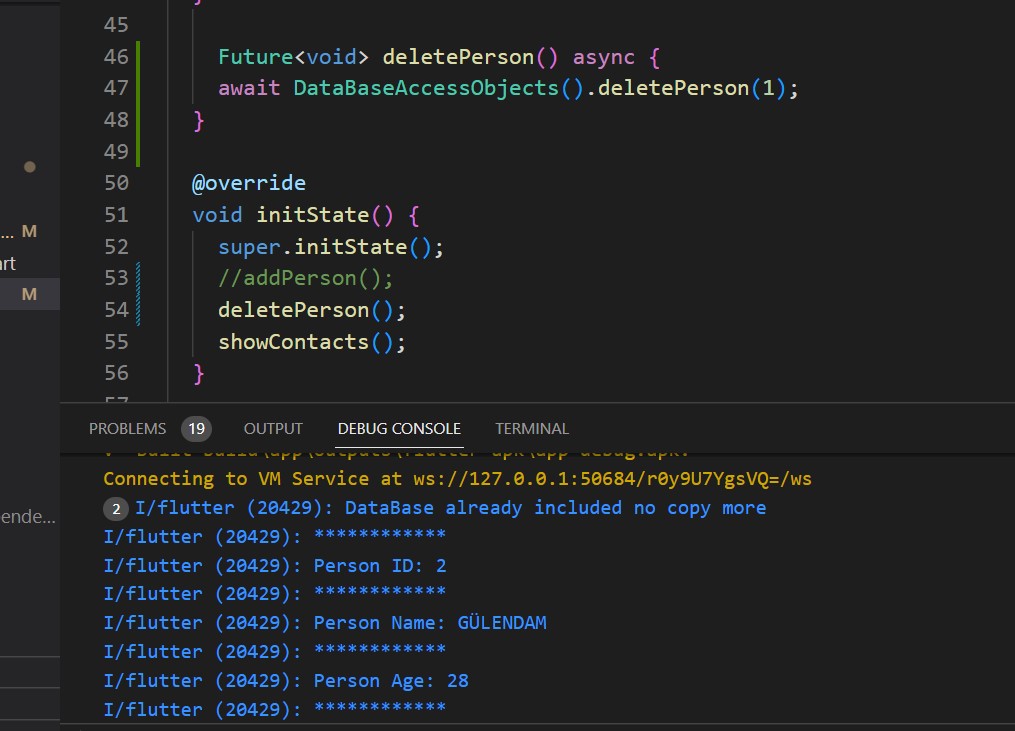 45
46 Future<void> deletePerson() async {
47 await DataBaseAccessObjects().deletePerson(1);
48 }
49
50 @override
51 void initState() {
... M
52 super.initState();
rt
53 //addPerson();
M
54 deletePerson();
55 showContacts();
56 }
57
PROBLEMS 19 OUTPUT DEBUG CONSOLE TERMINAL
Connecting to VM Service at ws://127.0.0.1:50684/r0y9U7YgsVQ=/ws
2 I/flutter (20429): DataBase already included no copy more
ende...
I/flutter (20429): ************
I/flutter (20429): Person ID: 2
I/flutter (20429): ************
I/flutter (20429): Person Name: GÜLENDAM
I/flutter (20429): ************
I/flutter (20429): Person Age: 28
I/flutter (20429): ************